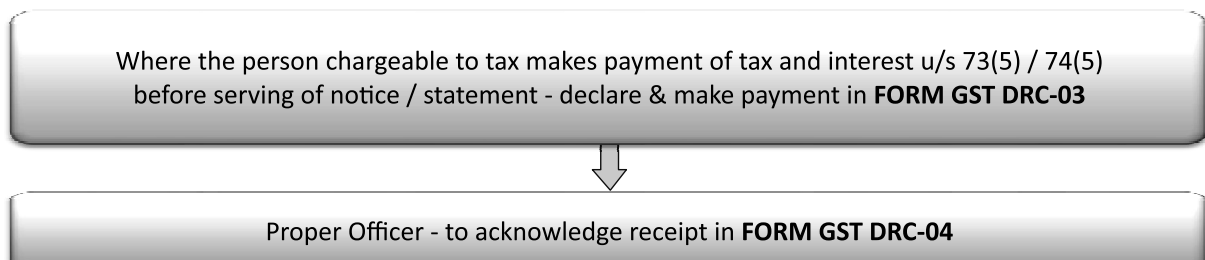 Where the person chargeable to tax makes payment of tax and interest u/s 73(5) / 74(5)
before serving of notice / statement - declare & make payment in FORM GST DRC-03
Proper Officer - to acknowledge receipt in FORM GST DRC-04